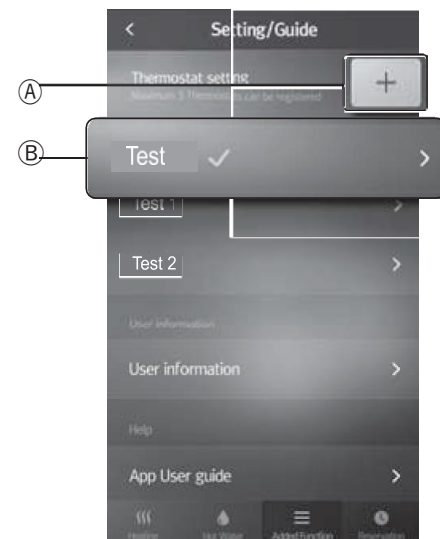 Setting/Guide
Thermostat setting
Maximum 3 Thermostats can be registered
Ⓐ
+
Ⓑ
Test
Test 1
Test 2
User information
User information
Help
App User guide
Heating
Hot Water
Added Function
Reservation